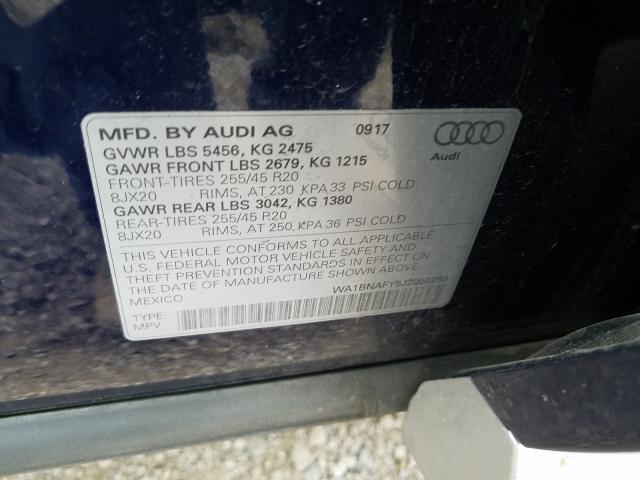 MFD. BY AUDI AG 0917
GVWR LBS 5456, KG 2475
GAWR FRONT LBS 2679, KG 1215
FRONT-TIRES 255/45 R20
8JX20 RIMS, AT 230 KPA 33 PSI COLD
GAWR REAR LBS 3042, KG 1380
REAR-TIRES 255/45 R20
8JX20 RIMS, AT 250 KPA 36 PSI COLD
Audi
THIS VEHICLE CONFORMS TO ALL APPLICABLE
U.S. FEDERAL MOTOR VEHICLE SAFETY AND
THEFT PREVENTION STANDARDS IN EFFECT ON
THE DATE OF MANUFACTURE SHOWN ABOVE.
MEXICO
WA1BNAFY5J2050299
TYPE:
MPV